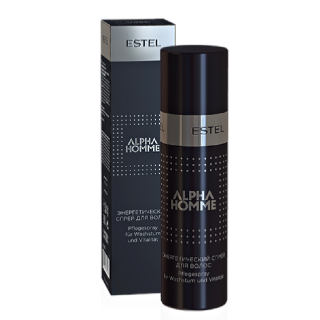 ESTEL
ALPHA
HOMME
ЭНЕРГЕТИЧЕСКИЙ
СПРЕЙ ДЛЯ ВОЛОС
Pflegespray
für Wachstum
und Vitalität
ESTEL
ALPHA
HOMME
ЭНЕРГЕТИЧЕСКИЙ СПРЕЙ
ДЛЯ ВОЛОС
Pflegespray
für Wachstum und Vitalität